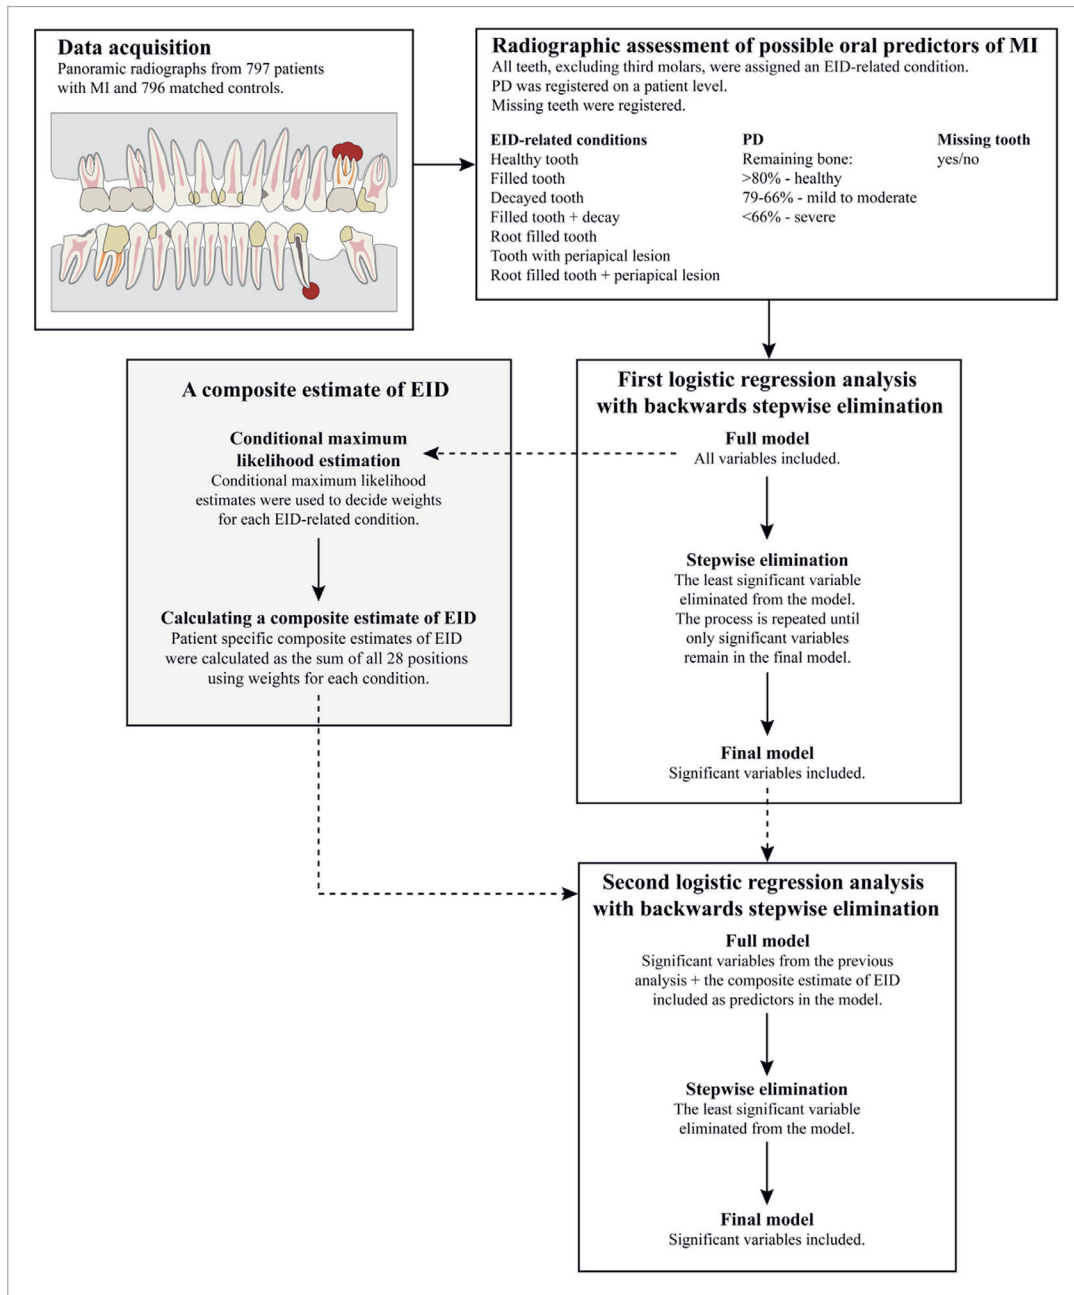 Data acquisition
Panoramic radiographs from 797 patients
with MI and 796 matched controls.
Radiographic assessment of possible oral predictors of MI
All teeth, excluding third molars, were assigned an EID-related condition.
PD was registered on a patient level.
Missing teeth were registered.
EID-related conditions
Healthy tooth
Filled tooth
Decayed tooth
Filled tooth + decay
Root filled tooth
Tooth with periapical lesion
Root filled tooth + periapical lesion
PD
Remaining bone:
>80% - healthy
79-66% - mild to moderate
<66% - severe
Missing tooth
yes/no
First logistic regression analysis
with backwards stepwise elimination
Full model
All variables included.
Stepwise elimination
The least significant variable
eliminated from the model.
The process is repeated until
only significant variables
remain in the final model.
Final model
Significant variables included.
A composite estimate of EID
Conditional maximum
likelihood estimation
Conditional maximum likelihood
estimates were used to decide weights
for each EID-related condition.
Calculating a composite estimate of EID
Patient specific composite estimates of EID
were calculated as the sum of all 28 positions
using weights for each condition.
Second logistic regression analysis
with backwards stepwise elimination
Full model
Significant variables from the previous
analysis + the composite estimate of EID
included as predictors in the model.
Stepwise elimination
The least significant variable
eliminated from the model.
Final model
Significant variables included.